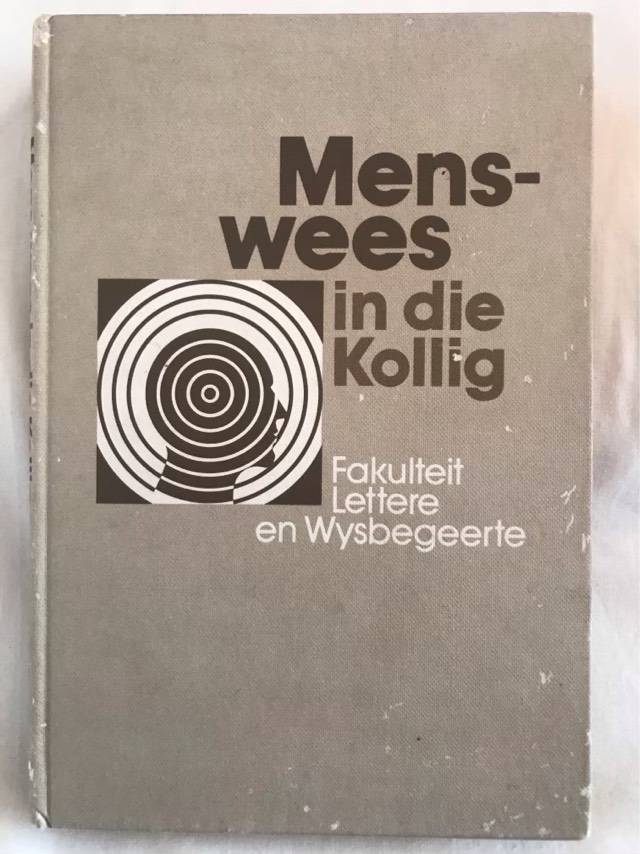 Mens-
wees
in die
Kollig
Fakulteit
Lettere
en Wysbegeerte